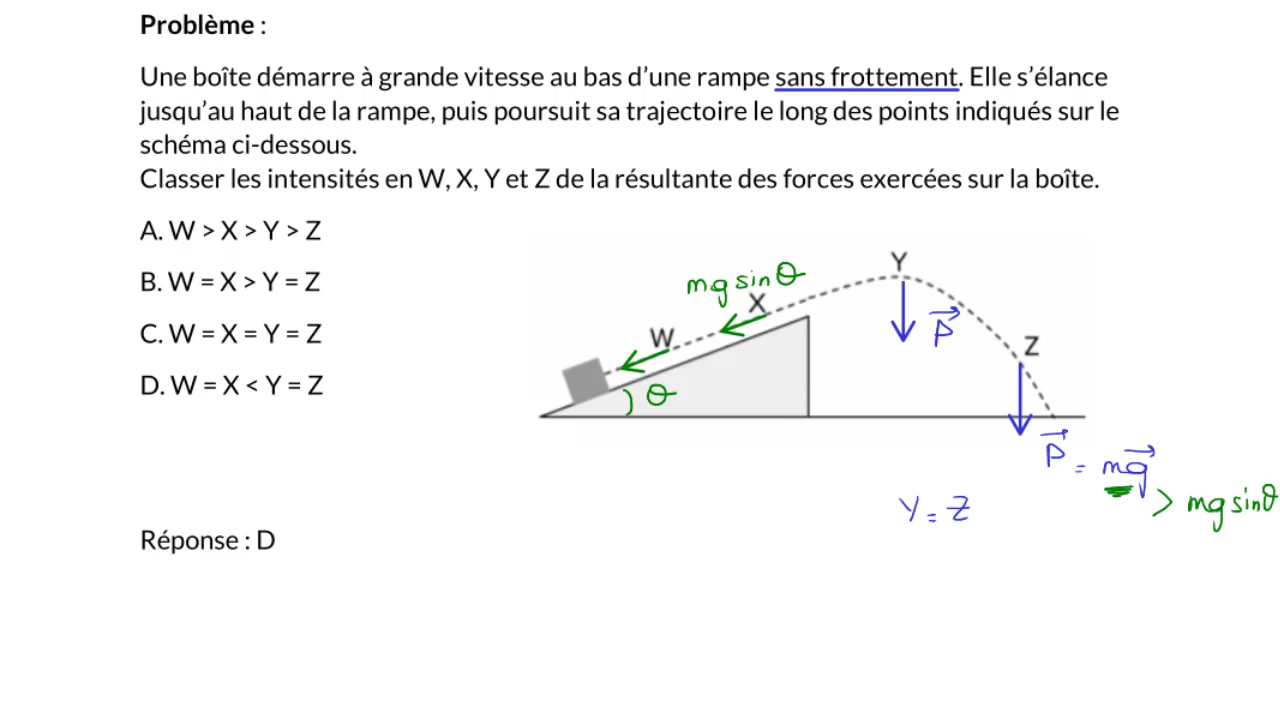 Problème :
Une boîte démarre à grande vitesse au bas d’une rampe sans frottement. Elle s’élance
jusqu’au haut de la rampe, puis poursuit sa trajectoire le long des points indiqués sur le
schéma ci-dessous.
Classer les intensités en W, X, Y et Z de la résultante des forces exercées sur la boîte.
A. W > X > Y > Z
B. W = X > Y = Z
C. W = X = Y = Z
D. W = X < Y = Z
Y
mg sin θ
X
P
W
Z
θ
P = mg
> mg sin θ
Y = Z
Réponse : D